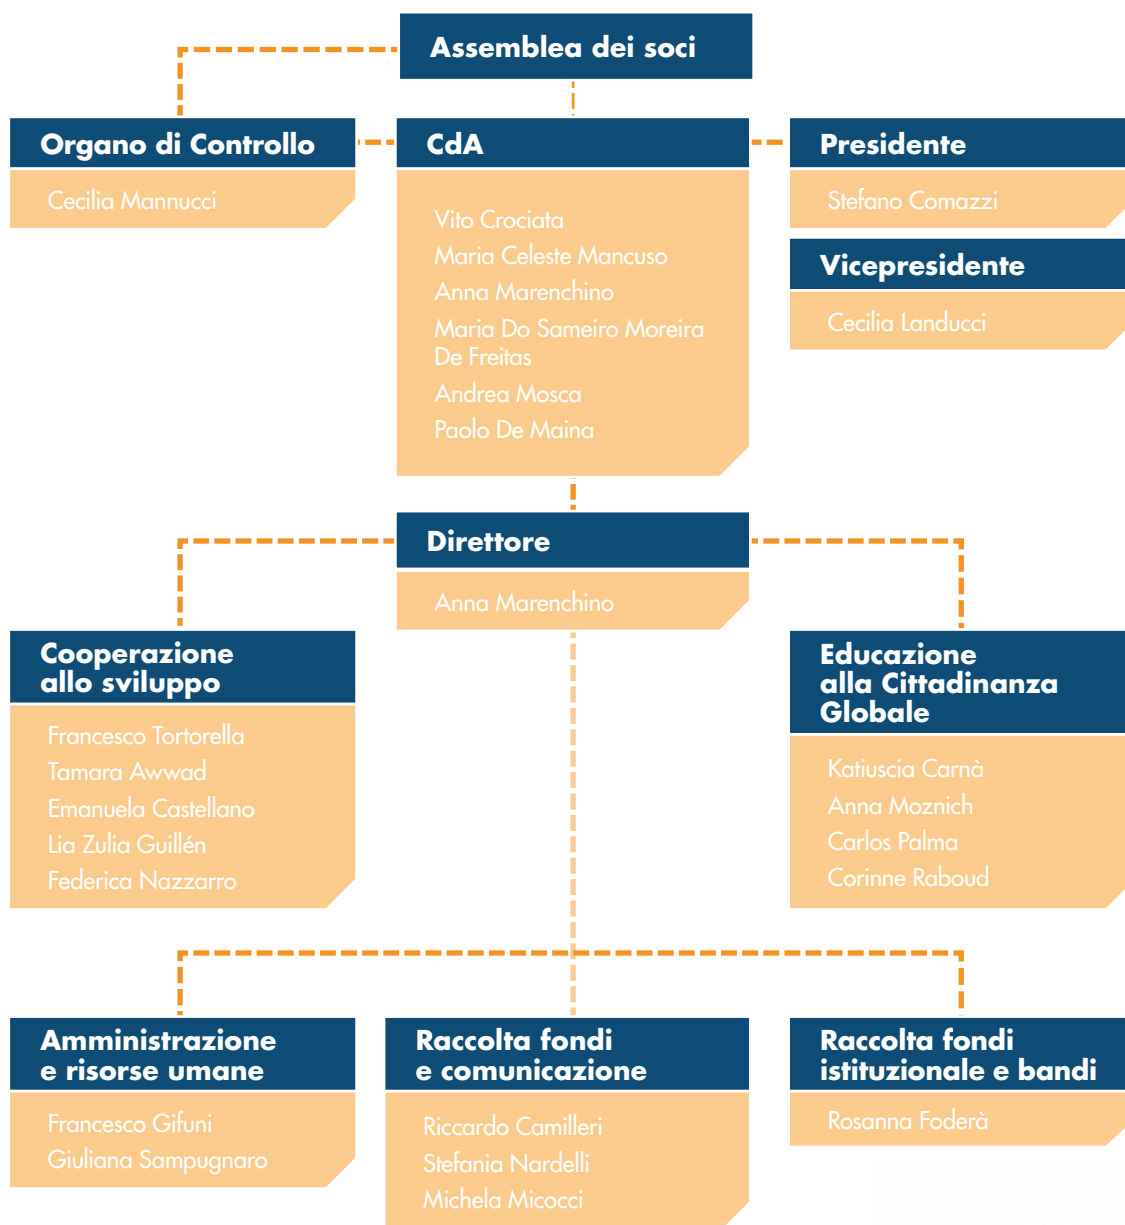 Assemblea dei soci
Organo di Controllo
Cecilia Mannucci
CdA
Vito Crociata
Maria Celeste Mancuso
Anna Marenchino
Maria Do Sameiro Moreira
De Freitas
Andrea Mosca
Paolo De Maina
Presidente
Stefano Comazzi
Vicepresidente
Cecilia Landucci
Direttore
Anna Marenchino
Cooperazione
allo sviluppo
Francesco Tortorella
Tamara Awwad
Emanuela Castellano
Lia Zulia Guillén
Federica Nazzarro
Educazione
alla Cittadinanza
Globale
Katiuscia Carnà
Anna Moznich
Carlos Palma
Corinne Raboud
Amministrazione
e risorse umane
Francesco Gifuni
Giuliana Sampugnaro
Raccolta fondi
e comunicazione
Riccardo Camilleri
Stefania Nardelli
Michela Micocci
Raccolta fondi
istituzionale e bandi
Rosanna Foderà